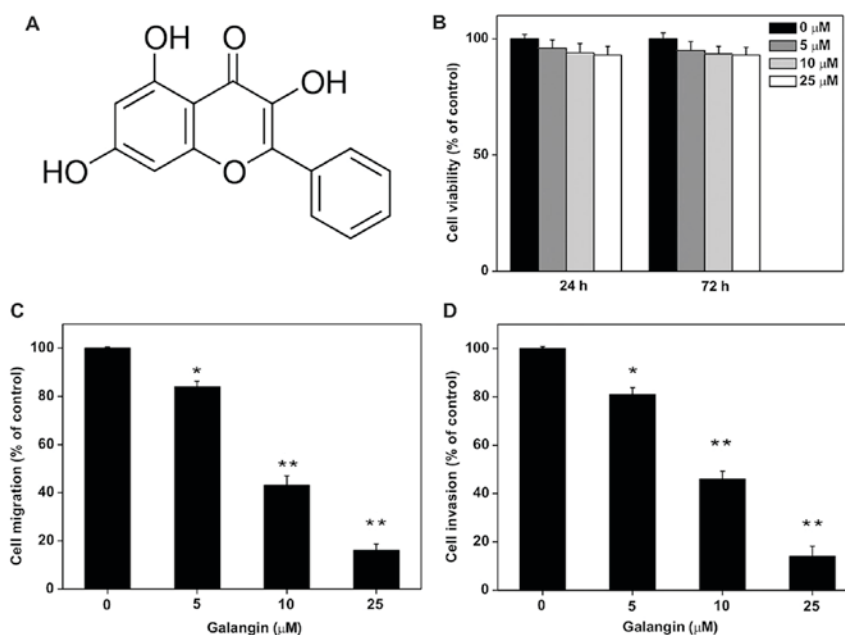 A
OH
O
OH
HO
O
B
Cell viability (% of control)
100
50
0
24 h
72 h
0 μM
5 μM
10 μM
25 μM
C
Cell migration (% of control)
100
80
60
40
20
0
*
**
**
0 5 10 25
Galangin (μM)
D
Cell invasion (% of control)
100
80
60
40
20
0
*
**
**
0 5 10 25
Galangin (μM)